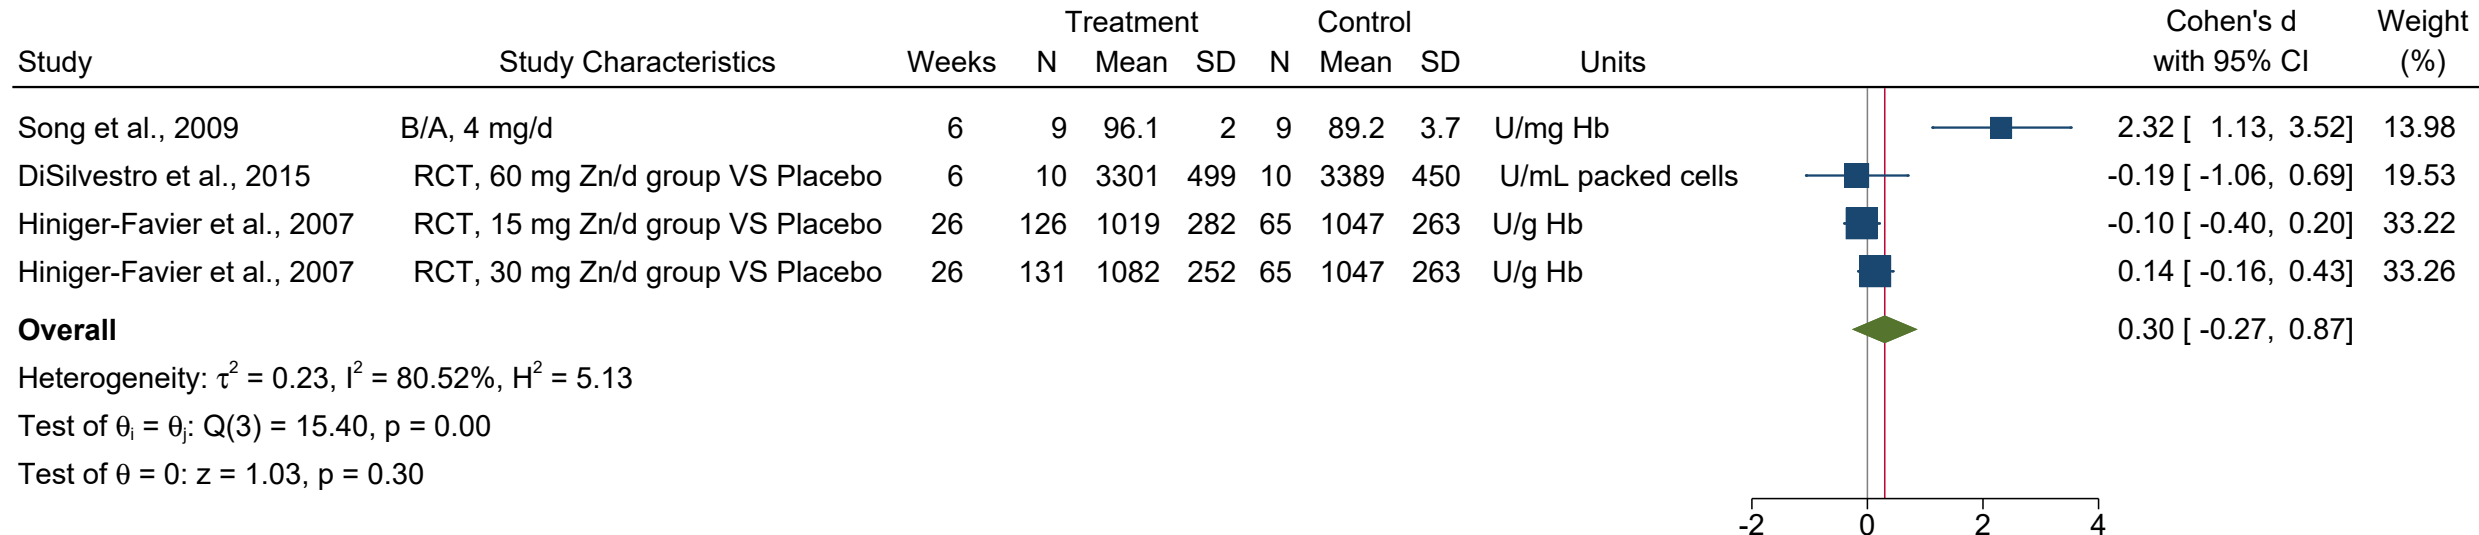 Treatment Control Cohen's d Weight
Study Study Characteristics Weeks N Mean SD N Mean SD Units with 95% CI (%)
Song et al., 2009 B/A, 4 mg/d 6 9 96.1 2 9 89.2 3.7 U/mg Hb 2.32 [ 1.13, 3.52] 13.98
DiSilvestro et al., 2015 RCT, 60 mg Zn/d group VS Placebo 6 10 3301 499 10 3389 450 U/mL packed cells -0.19 [ -1.06, 0.69] 19.53
Hiniger-Favier et al., 2007 RCT, 15 mg Zn/d group VS Placebo 26 126 1019 282 65 1047 263 U/g Hb -0.10 [ -0.40, 0.20] 33.22
Hiniger-Favier et al., 2007 RCT, 30 mg Zn/d group VS Placebo 26 131 1082 252 65 1047 263 U/g Hb 0.14 [ -0.16, 0.43] 33.26
Overall 0.30 [ -0.27, 0.87]
Heterogeneity: τ² = 0.23, I² = 80.52%, H² = 5.13
Test of θᵢ = θⱼ: Q(3) = 15.40, p = 0.00
Test of θ = 0: z = 1.03, p = 0.30
-2 0 2 4